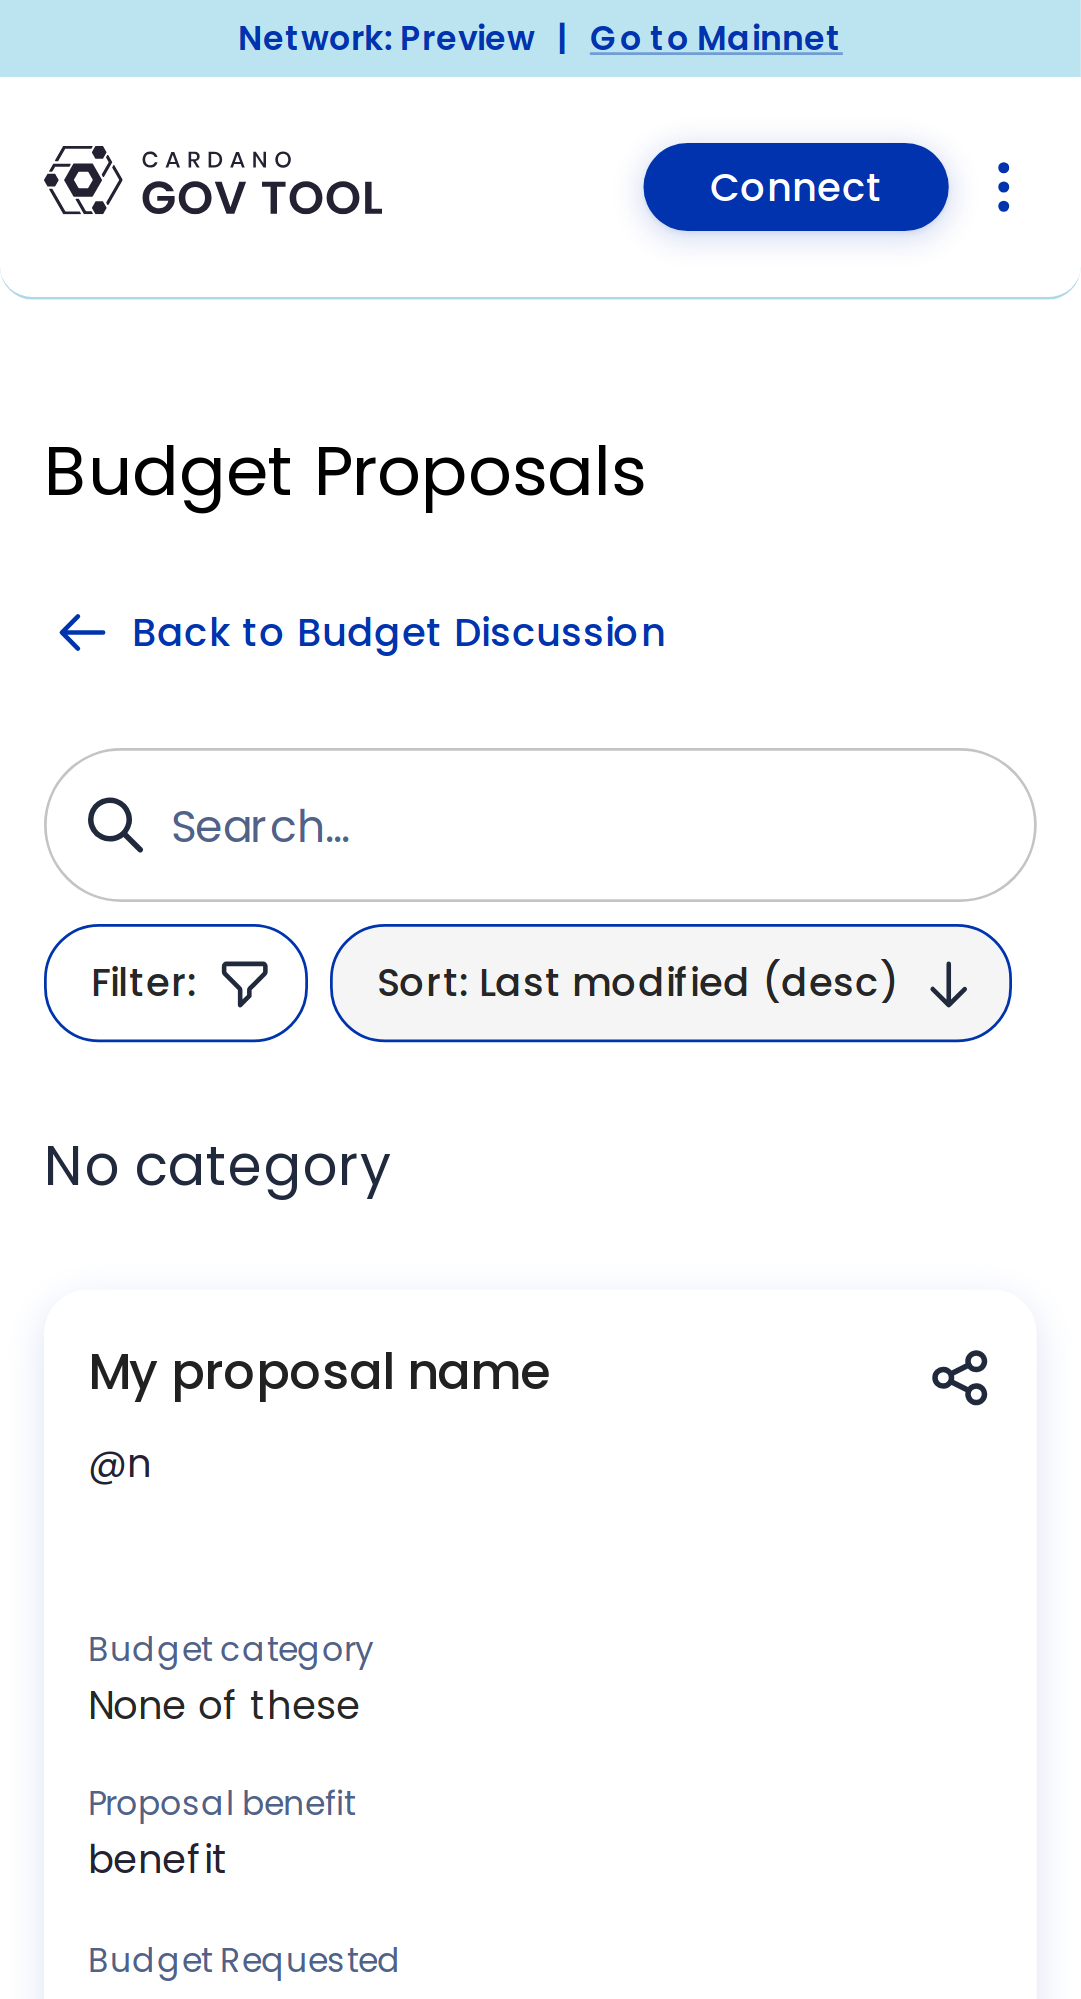 Network: Preview | Go to Mainnet
CARDANO
GOV TOOL
Connect
Budget Proposals
Back to Budget Discussion
Search...
Filter:
Sort: Last modified (desc)
No category
My proposal name
@n
Budget category
None of these
Proposal benefit
benefit
Budget Requested